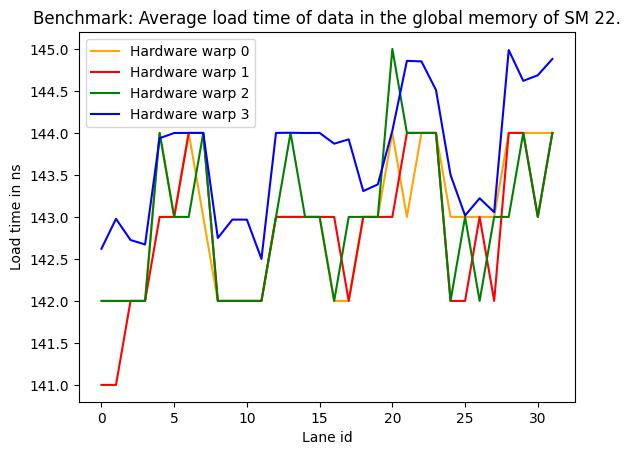 Benchmark: Average load time of data in the global memory of SM 22.
Hardware warp 0
Hardware warp 1
Hardware warp 2
Hardware warp 3
145.0
144.5
144.0
143.5
143.0
142.5
142.0
141.5
141.0
Load time in ns
0 5 10 15 20 25 30
Lane id